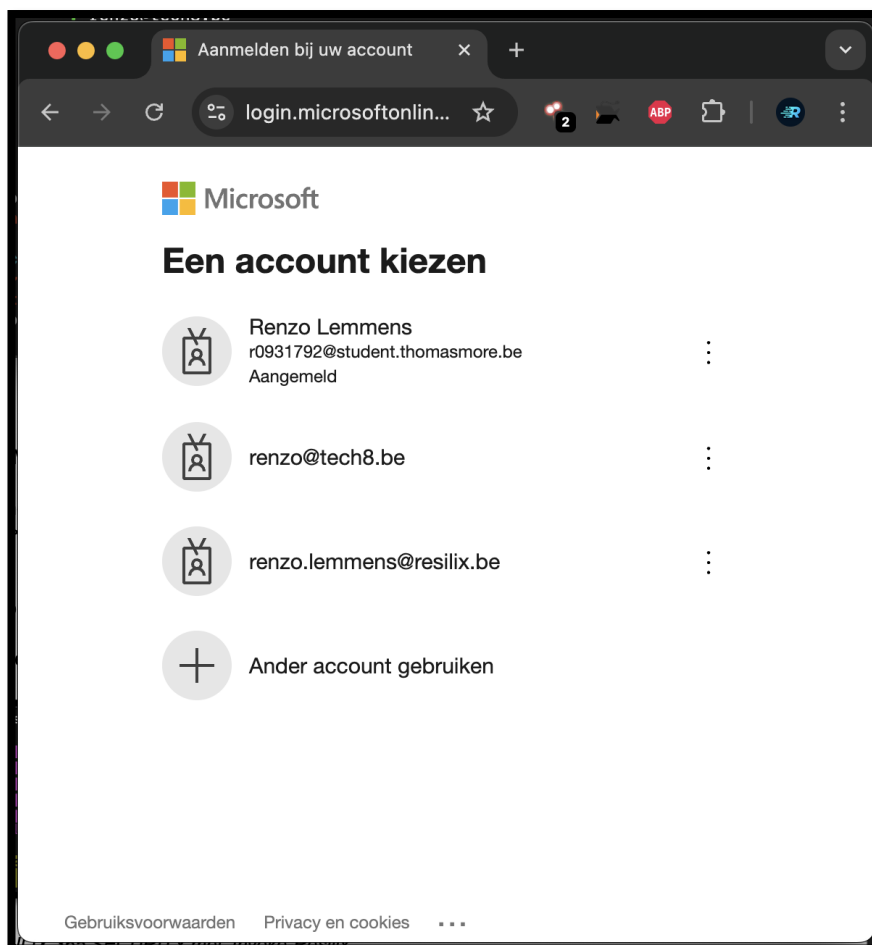 Aanmelden bij uw account
login.microsoftonlin...
2
ABP
R
Microsoft
Een account kiezen
Renzo Lemmens
r0931792@student.thomasmore.be
Aangemeld
renzo@tech8.be
renzo.lemmens@resilix.be
Ander account gebruiken
Gebruiksvoorwaarden Privacy en cookies